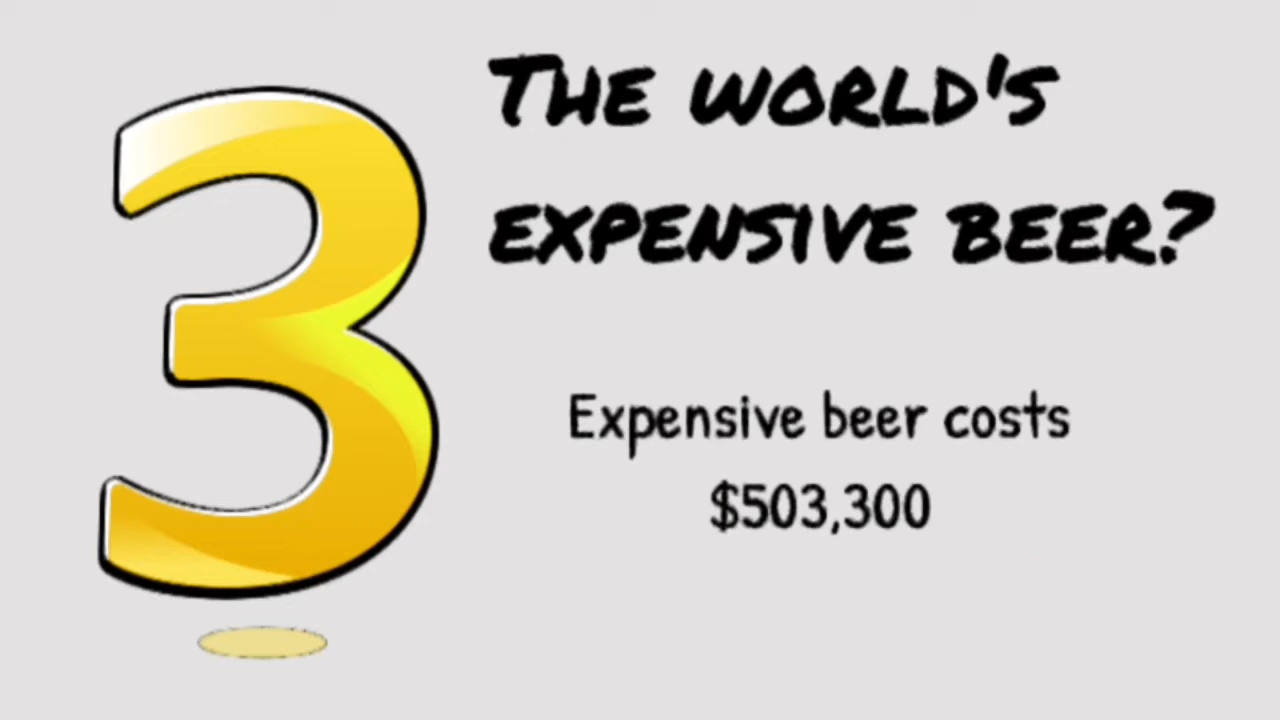 3
THE WORLD'S
EXPENSIVE BEER?
Expensive beer costs
$503,300